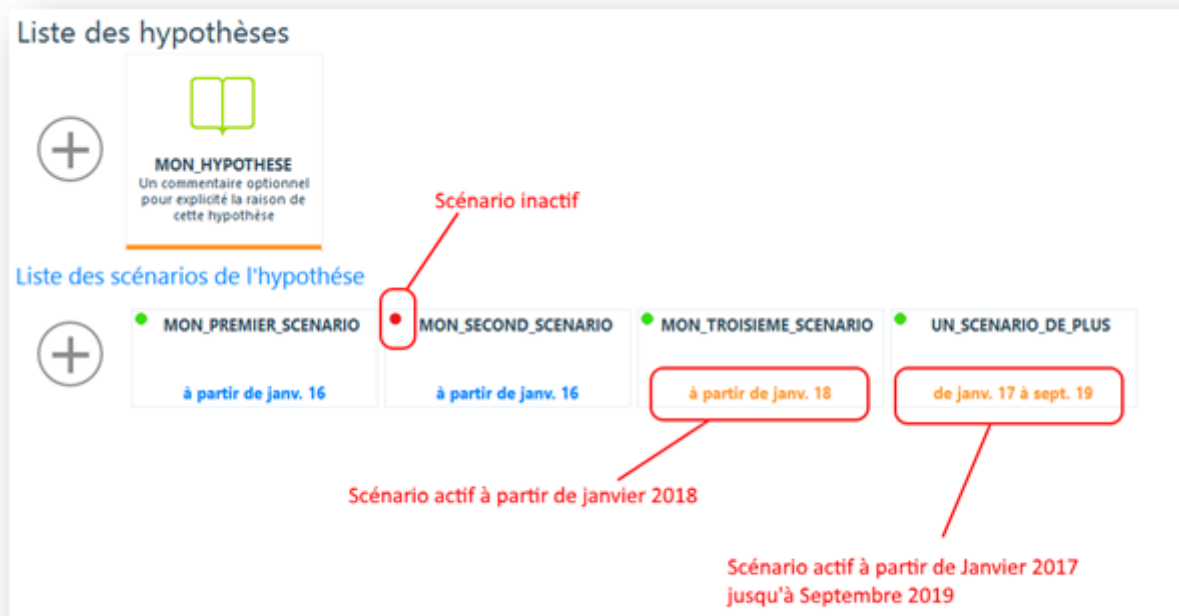 Liste des hypothèses
MON_HYPOTHESE
Un commentaire optionnel
pour explicité la raison de
cette hypothèse
Scénario inactif
Liste des scénarios de l'hypothése
MON_PREMIER_SCENARIO
MON_SECOND_SCENARIO
MON_TROISIEME_SCENARIO
UN_SCENARIO_DE_PLUS
à partir de janv. 16
à partir de janv. 16
à partir de janv. 18
de janv. 17 à sept. 19
Scénario actif à partir de janvier 2018
Scénario actif à partir de Janvier 2017
jusqu'à Septembre 2019